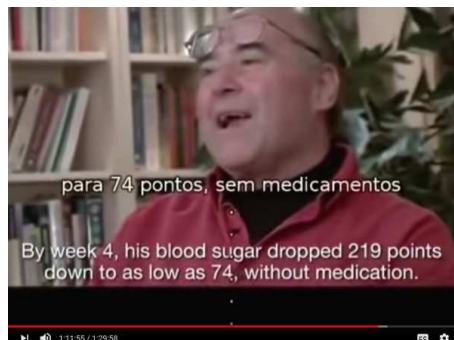 para 74 pontos, sem medicamentos
By week 4, his blood sugar dropped 219 points
down to as low as 74, without medication.
1:11:55 / 1:29:58